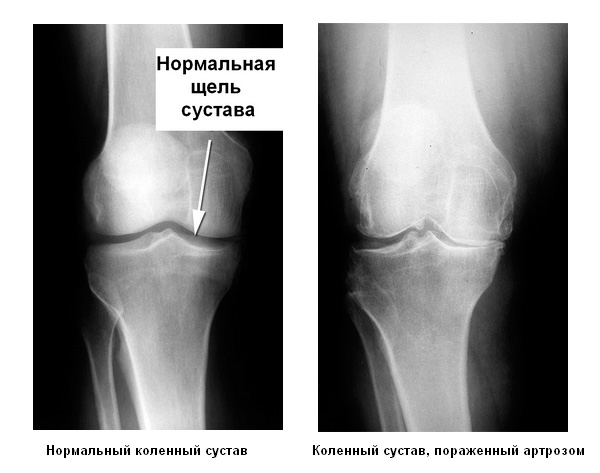 Нормальная
щель
сустава
Нормальный коленный сустав
Коленный сустав, пораженный артрозом